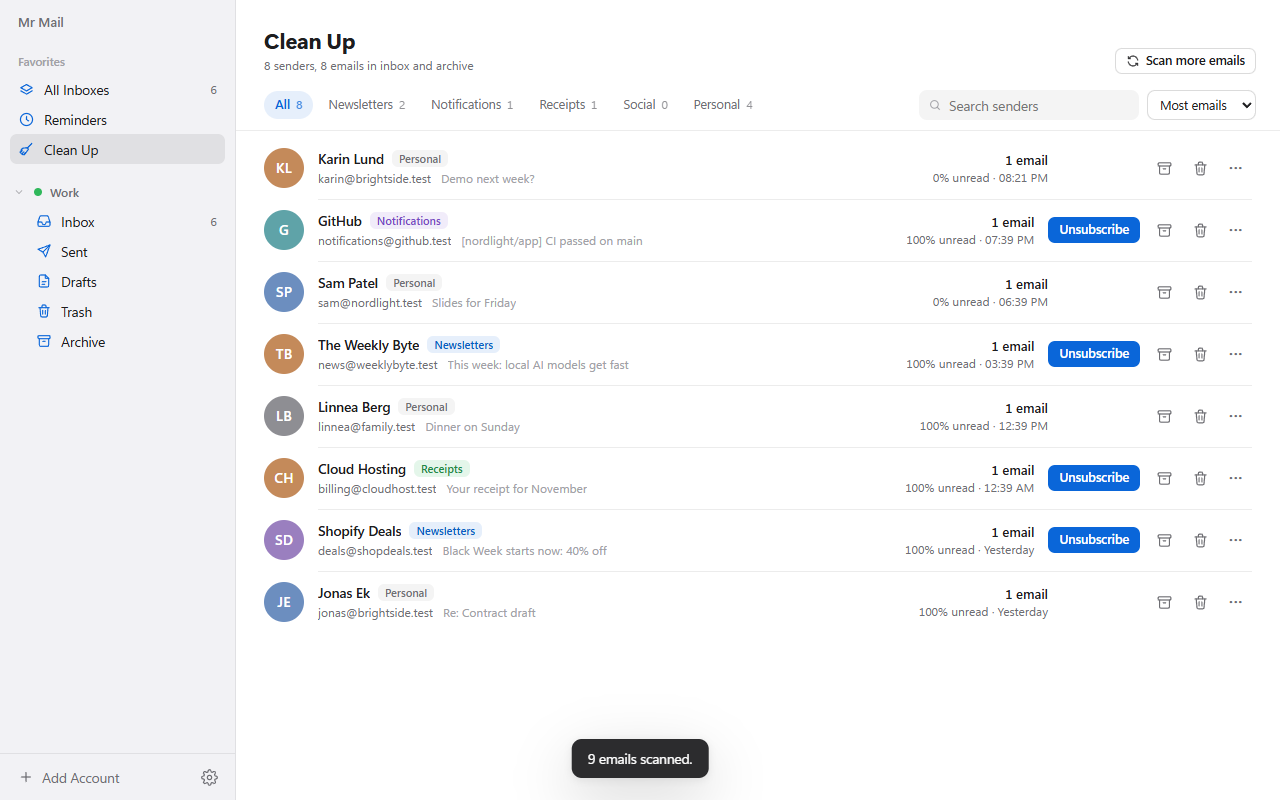 Mr Mail
Favorites
All Inboxes 6
Reminders
Clean Up
Work
Inbox 6
Sent
Drafts
Trash
Archive
Add Account
Clean Up
8 senders, 8 emails in inbox and archive
Scan more emails
All 8 Newsletters 2 Notifications 1 Receipts 1 Social 0 Personal 4
Search senders
Most emails
KL
Karin Lund Personal
karin@brightside.test Demo next week?
1 email
0% unread · 08:21 PM
G
GitHub Notifications
notifications@github.test [nordlight/app] CI passed on main
1 email
100% unread · 07:39 PM
Unsubscribe
SP
Sam Patel Personal
sam@nordlight.test Slides for Friday
1 email
0% unread · 06:39 PM
TB
The Weekly Byte Newsletters
news@weeklybyte.test This week: local AI models get fast
1 email
100% unread · 03:39 PM
Unsubscribe
LB
Linnea Berg Personal
linnea@family.test Dinner on Sunday
1 email
100% unread · 12:39 PM
CH
Cloud Hosting Receipts
billing@cloudhost.test Your receipt for November
1 email
100% unread · 12:39 AM
Unsubscribe
SD
Shopify Deals Newsletters
deals@shopdeals.test Black Week starts now: 40% off
1 email
100% unread · Yesterday
Unsubscribe
JE
Jonas Ek Personal
jonas@brightside.test Re: Contract draft
1 email
100% unread · Yesterday
9 emails scanned.